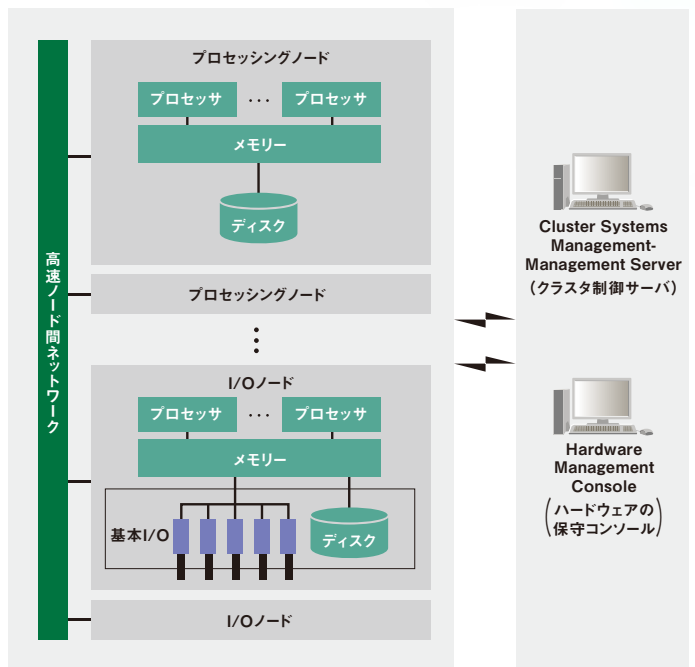 プロセッシングノード
プロセッサ ・・・ プロセッサ
メモリー
ディスク
プロセッシングノード
高速ノード間ネットワーク
I/Oノード
プロセッサ ・・・ プロセッサ
メモリー
基本I/O
ディスク
I/Oノード
Cluster Systems
Management-
Management Server
(クラスタ制御サーバ)
Hardware
Management
Console
(ハードウェアの
保守コンソール)